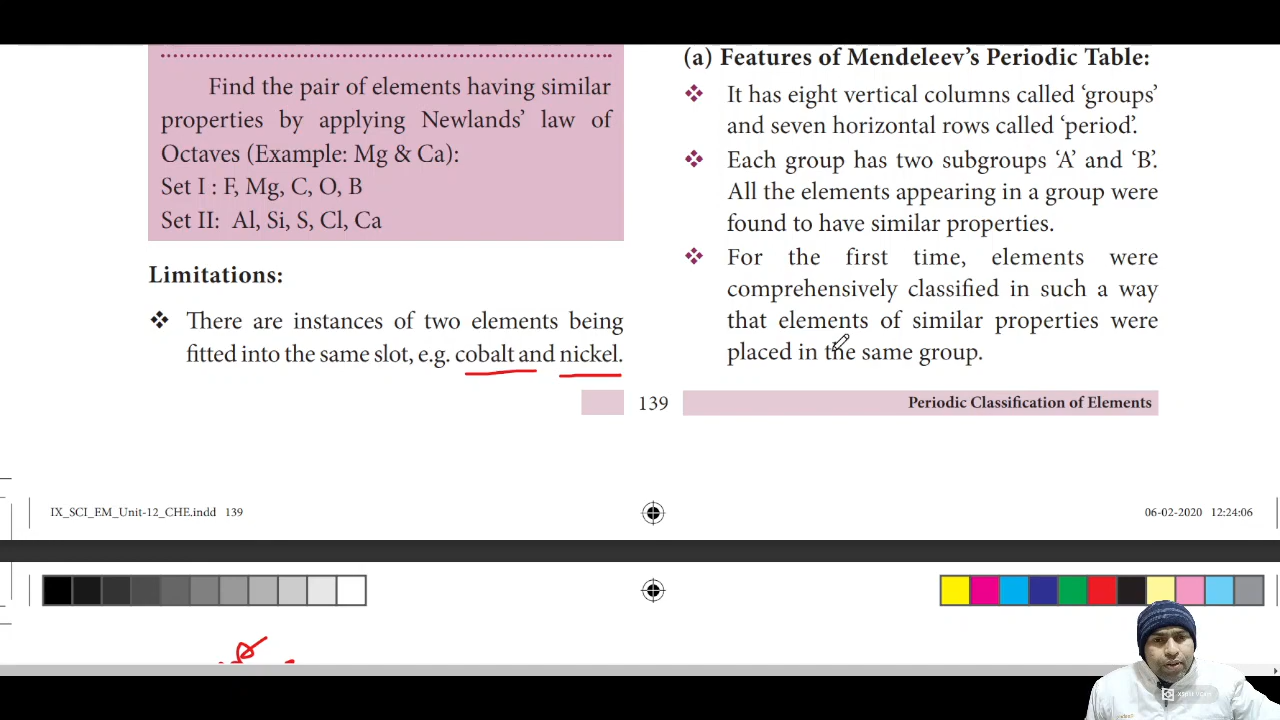 Find the pair of elements having similar
properties by applying Newlands’ law of
Octaves (Example: Mg & Ca):
Set I : F, Mg, C, O, B
Set II: Al, Si, S, Cl, Ca
Limitations:
❖ There are instances of two elements being
fitted into the same slot, e.g. cobalt and nickel.
(a) Features of Mendeleev’s Periodic Table:
❖ It has eight vertical columns called ‘groups’
and seven horizontal rows called ‘period’.
❖ Each group has two subgroups ‘A’ and ‘B’.
All the elements appearing in a group were
found to have similar properties.
❖ For the first time, elements were
comprehensively classified in such a way
that elements of similar properties were
placed in the same group.
139
Periodic Classification of Elements
IX_SCI_EM_Unit-12_CHE.indd 139
06-02-2020 12:24:06